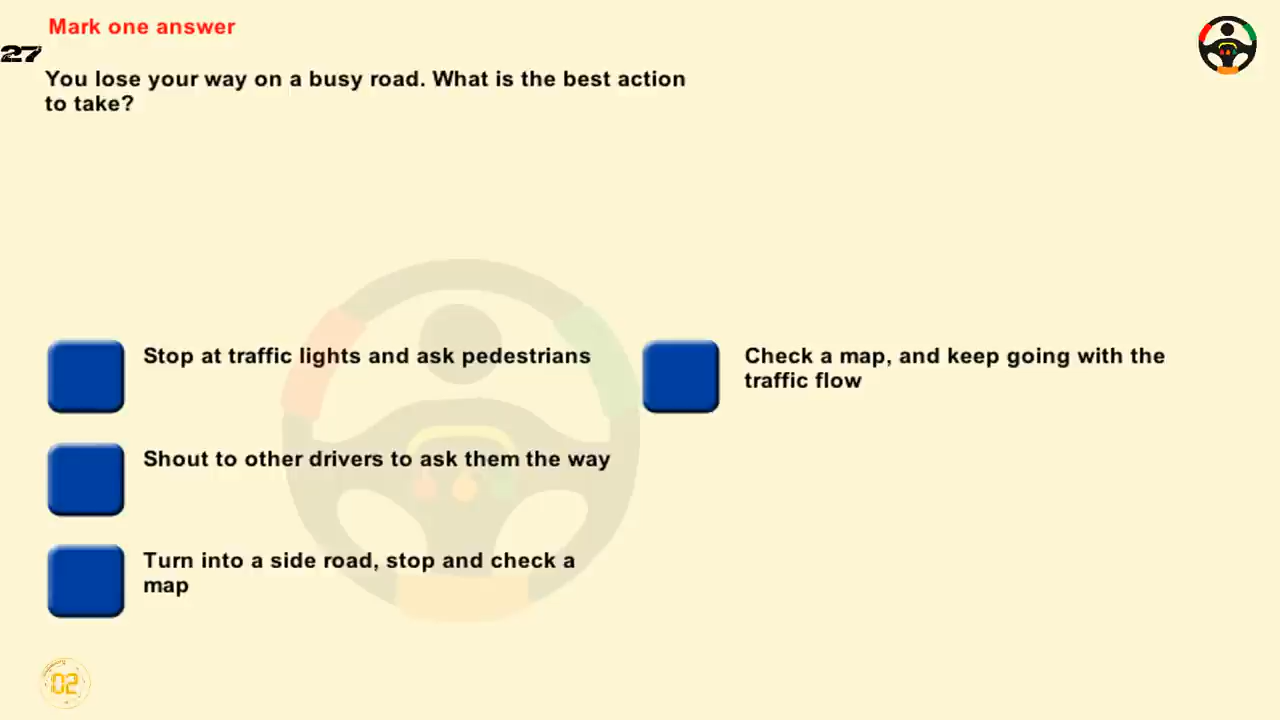 Mark one answer
27
You lose your way on a busy road. What is the best action
to take?
Stop at traffic lights and ask pedestrians
Shout to other drivers to ask them the way
Turn into a side road, stop and check a
map
Check a map, and keep going with the
traffic flow
02